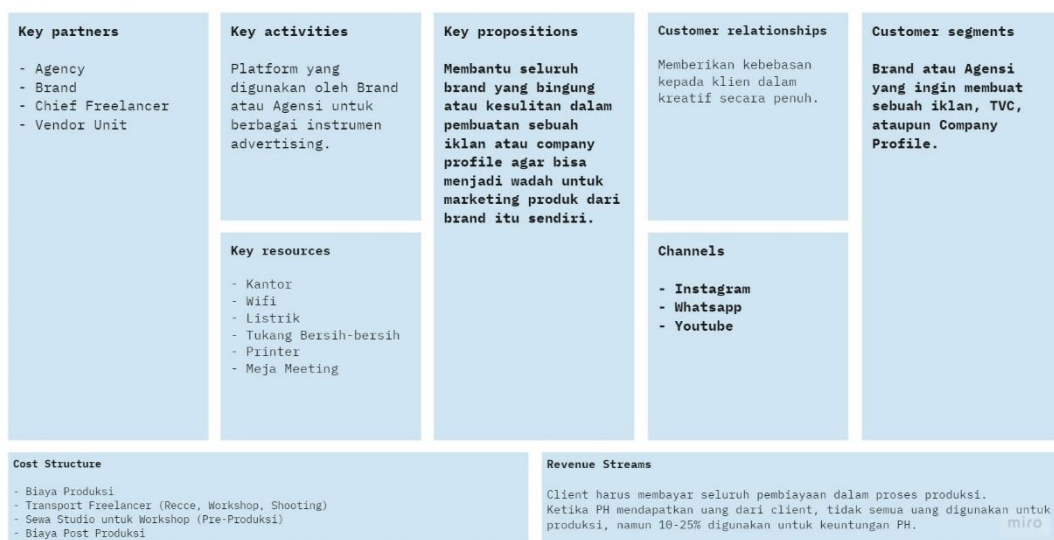 Key partners
- Agency
- Brand
- Chief Freelancer
- Vendor Unit
Key activities
Platform yang
digunakan oleh Brand
atau Agensi untuk
berbagai instrumen
advertising.
Key resources
- Kantor
- Wifi
- Listrik
- Tukang Bersih-bersih
- Printer
- Meja Meeting
Key propositions
Membantu seluruh
brand yang bingung
atau kesulitan dalam
pembuatan sebuah
iklan atau company
profile agar bisa
menjadi wadah untuk
marketing produk dari
brand itu sendiri.
Customer relationships
Memberikan kebebasan
kepada klien dalam
kreatif secara penuh.
Channels
- Instagram
- Whatsapp
- Youtube
Customer segments
Brand atau Agensi
yang ingin membuat
sebuah iklan, TVC,
ataupun Company
Profile.
Cost Structure
- Biaya Produksi
- Transport Freelancer (Recce, Workshop, Shooting)
- Sewa Studio untuk Workshop (Pre-Produksi)
- Biaya Post Produksi
Revenue Streams
Client harus membayar seluruh pembiayaan dalam proses produksi.
Ketika PH mendapatkan uang dari client, tidak semua uang digunakan untuk
produksi, namun 10-25% digunakan untuk keuntungan PH.
miro